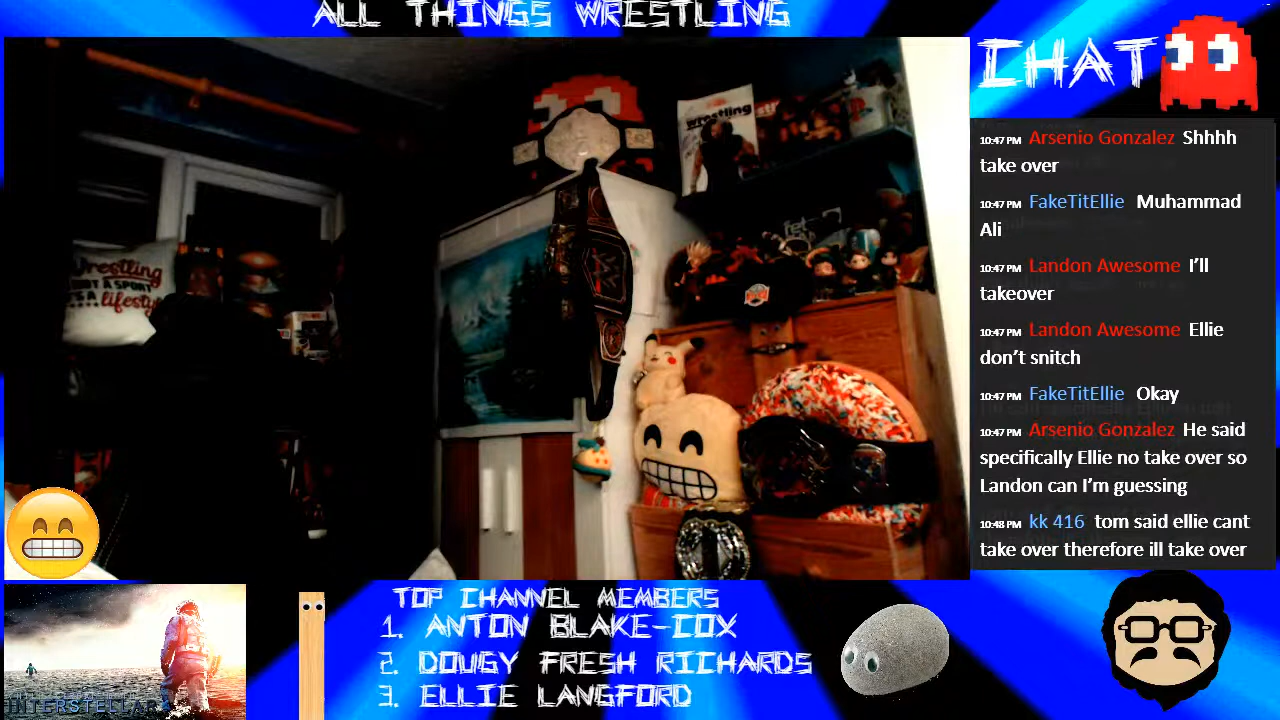 ALL THINGS WRESTLING
CHAT
10:47 PM Arsenio Gonzalez Shhhh
take over
10:47 PM FakeTitEllie Muhammad
Ali
10:47 PM Landon Awesome I'll
takeover
10:47 PM Landon Awesome Ellie
don't snitch
10:47 PM FakeTitEllie Okay
10:47 PM Arsenio Gonzalez He said
specifically Ellie no take over so
Landon can I'm guessing
10:48 PM kk 416 tom said ellie cant
take over therefore ill take over
wrestling
Wrestling
NOT A SPORT
lifestyle
INTERSTELLAR
TOP CHANNEL MEMBERS
1. ANTON BLAKE-COX
2. DOUGY FRESH RICHARDS
3. ELLIE LANGFORD